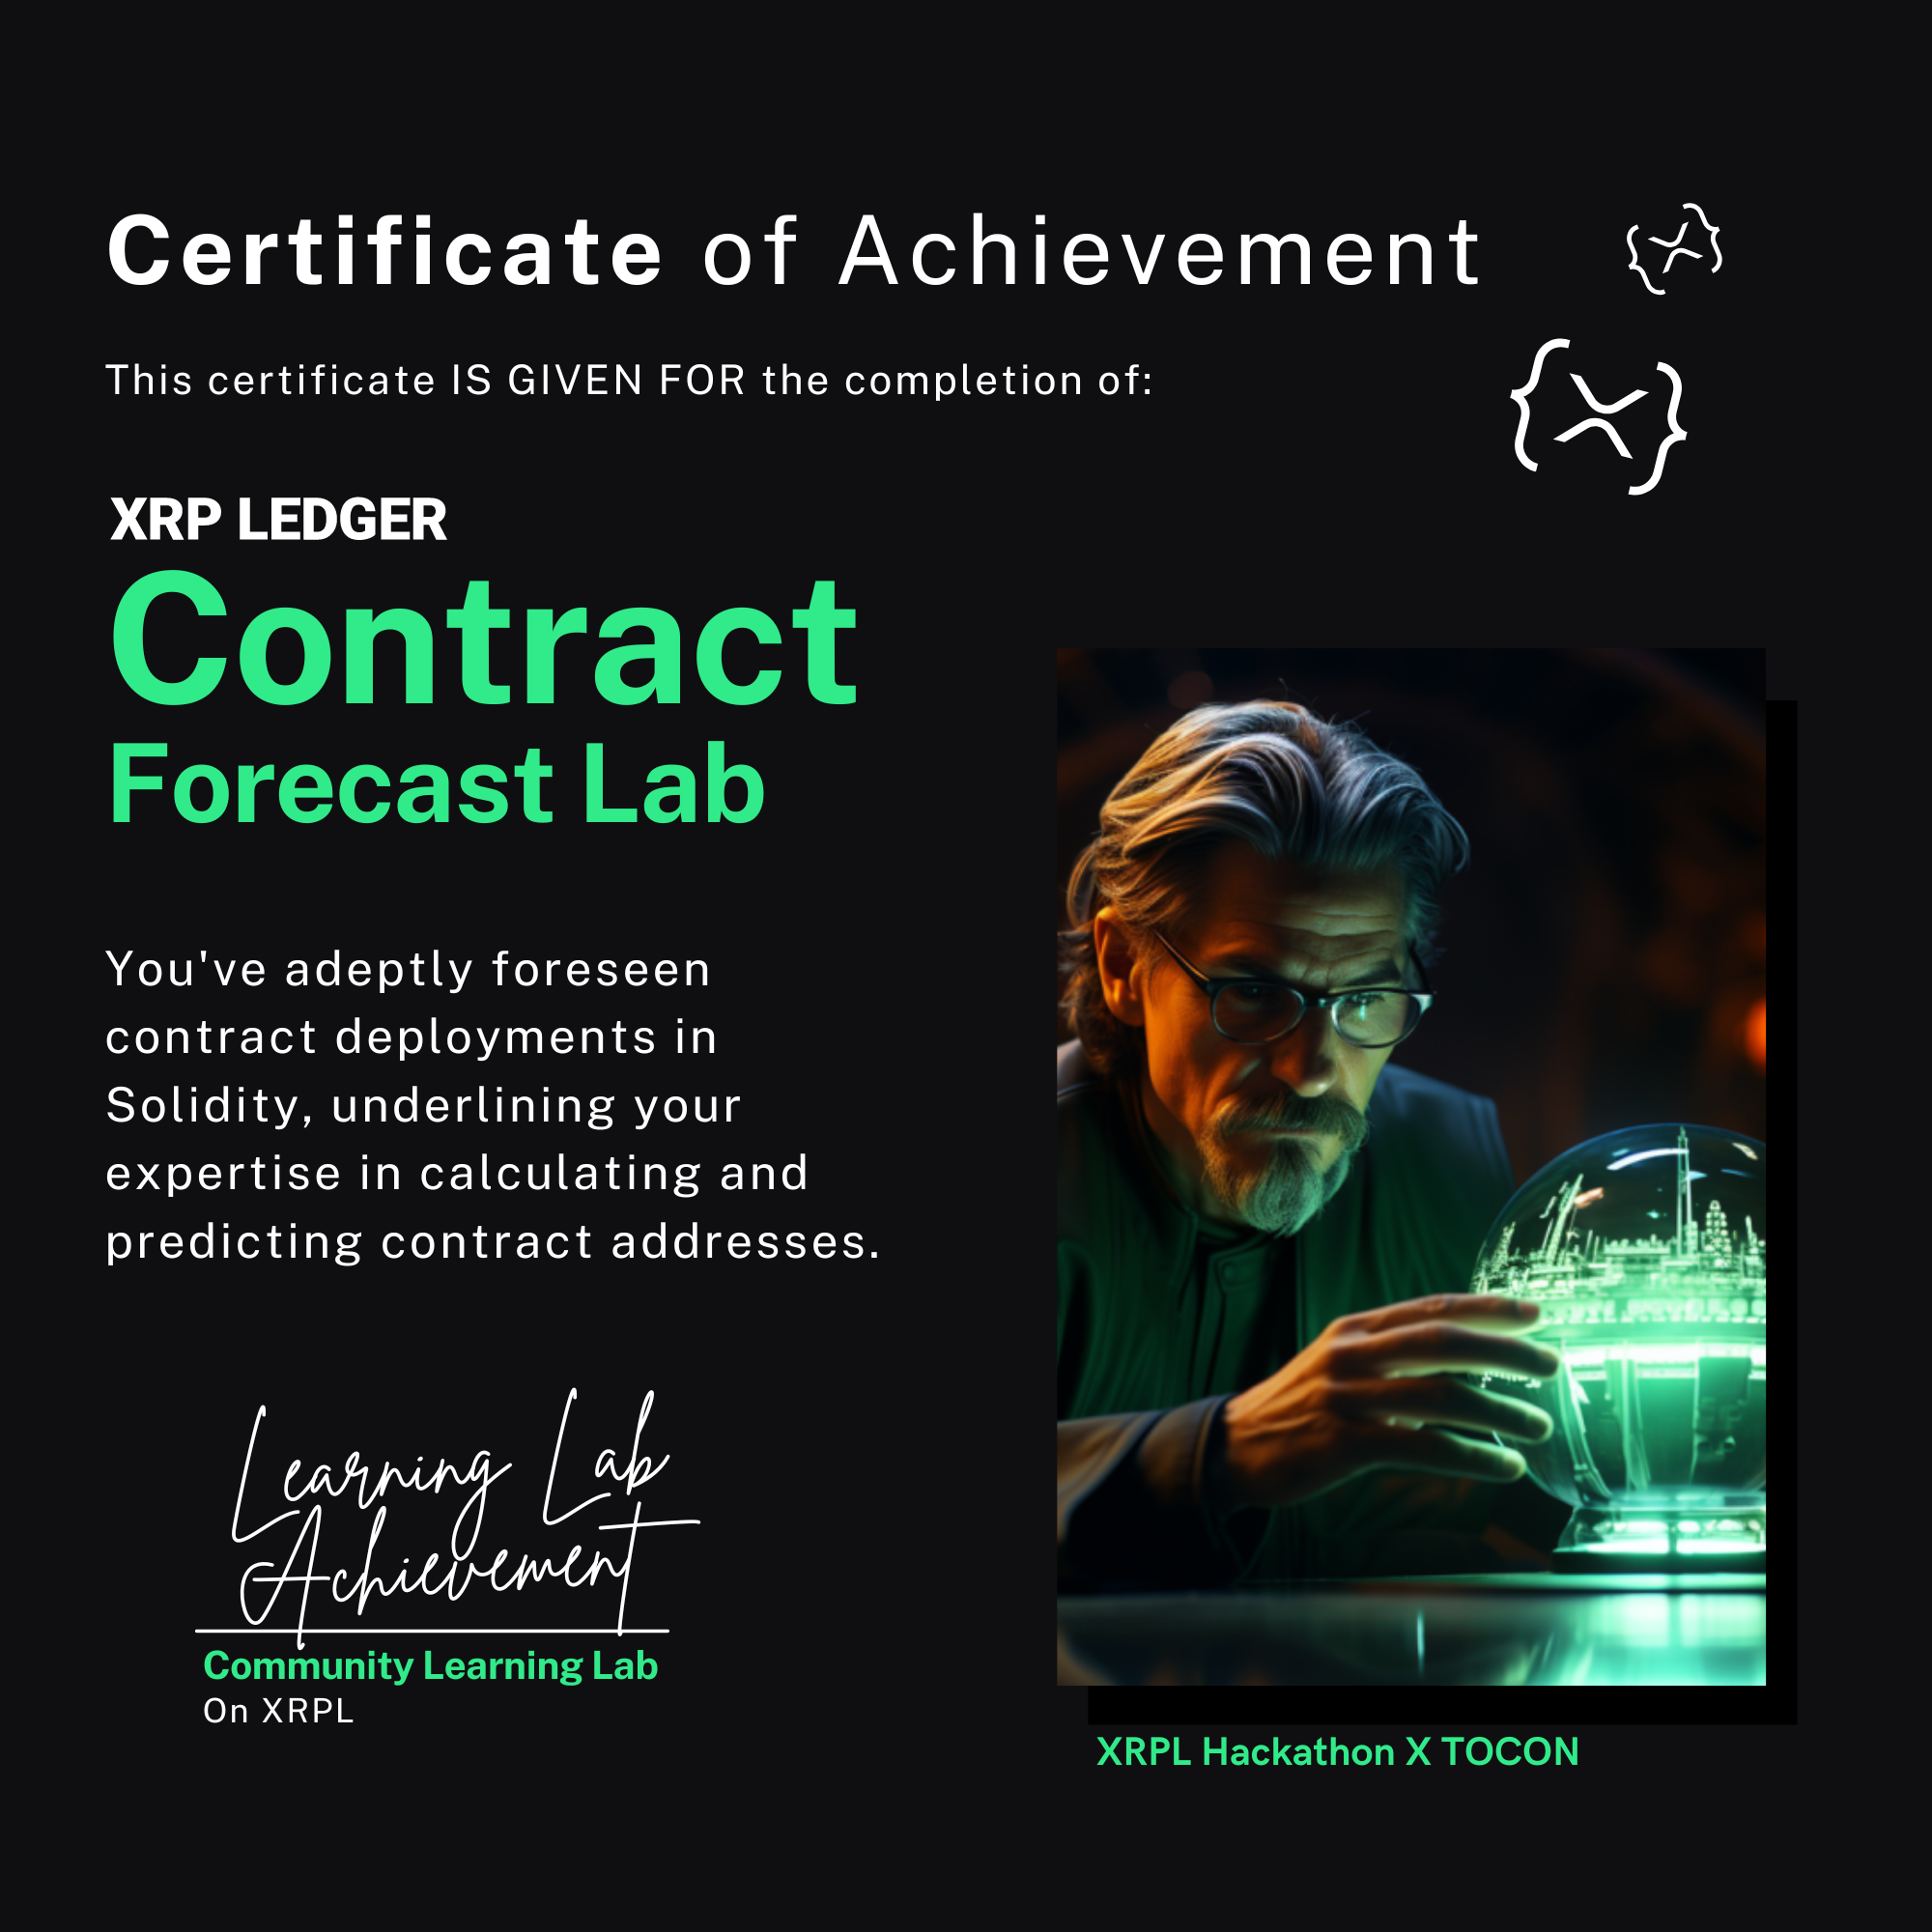 Certificate of Achievement
This certificate IS GIVEN FOR the completion of:
XRP LEDGER
Contract
Forecast Lab
You've adeptly foreseen
contract deployments in
Solidity, underlining your
expertise in calculating and
predicting contract addresses.
Learning Lab
Achievement
Community Learning Lab
On XRPL
XRPL Hackathon X TOCON